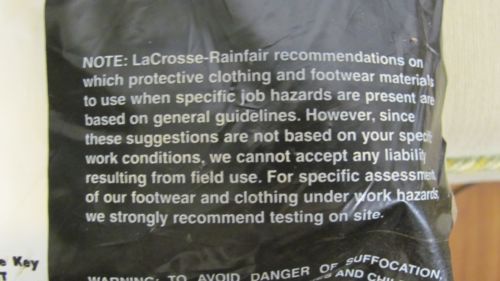 NOTE: LaCrosse-Rainfair recommendations on
which protective clothing and footwear materials
to use when specific job hazards are present are
based on general guidelines. However, since
these suggestions are not based on your specif
work conditions, we cannot accept any liability
resulting from field use. For specific assessment
of our footwear and clothing under work hazards,
we strongly recommend testing on site.
WARNING: TO AVOID DANGER OF SUFFOCATION,
AND
e Key